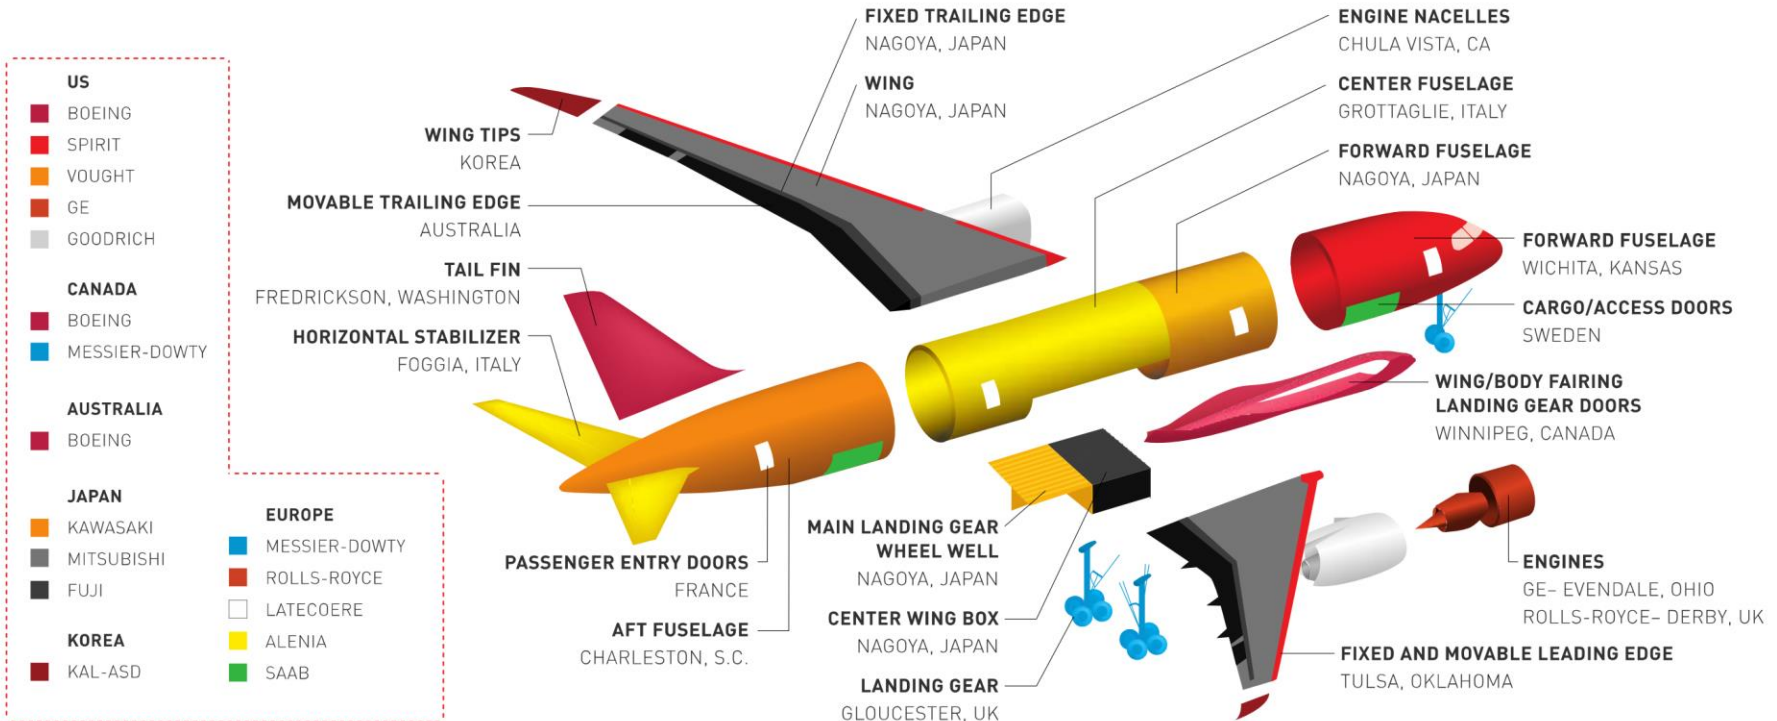 US
BOEING
SPIRIT
VOUGHT
GE
GOODRICH
CANADA
BOEING
MESSIER-DOWTY
AUSTRALIA
BOEING
JAPAN
KAWASAKI
MITSUBISHI
FUJI
KOREA
KAL-ASD
EUROPE
MESSIER-DOWTY
ROLLS-ROYCE
LATECOERE
ALENIA
SAAB
WING TIPS
KOREA
MOVABLE TRAILING EDGE
AUSTRALIA
TAIL FIN
FREDRICKSON, WASHINGTON
HORIZONTAL STABILIZER
FOGGIA, ITALY
PASSENGER ENTRY DOORS
FRANCE
AFT FUSELAGE
CHARLESTON, S.C.
FIXED TRAILING EDGE
NAGOYA, JAPAN
WING
NAGOYA, JAPAN
MAIN LANDING GEAR
WHEEL WELL
NAGOYA, JAPAN
CENTER WING BOX
NAGOYA, JAPAN
LANDING GEAR
GLOUCESTER, UK
ENGINE NACELLES
CHULA VISTA, CA
CENTER FUSELAGE
GROTTAGLIE, ITALY
FORWARD FUSELAGE
NAGOYA, JAPAN
FORWARD FUSELAGE
WICHITA, KANSAS
CARGO/ACCESS DOORS
SWEDEN
WING/BODY FAIRING
LANDING GEAR DOORS
WINNIPEG, CANADA
ENGINES
GE– EVENDALE, OHIO
ROLLS-ROYCE– DERBY, UK
FIXED AND MOVABLE LEADING EDGE
TULSA, OKLAHOMA